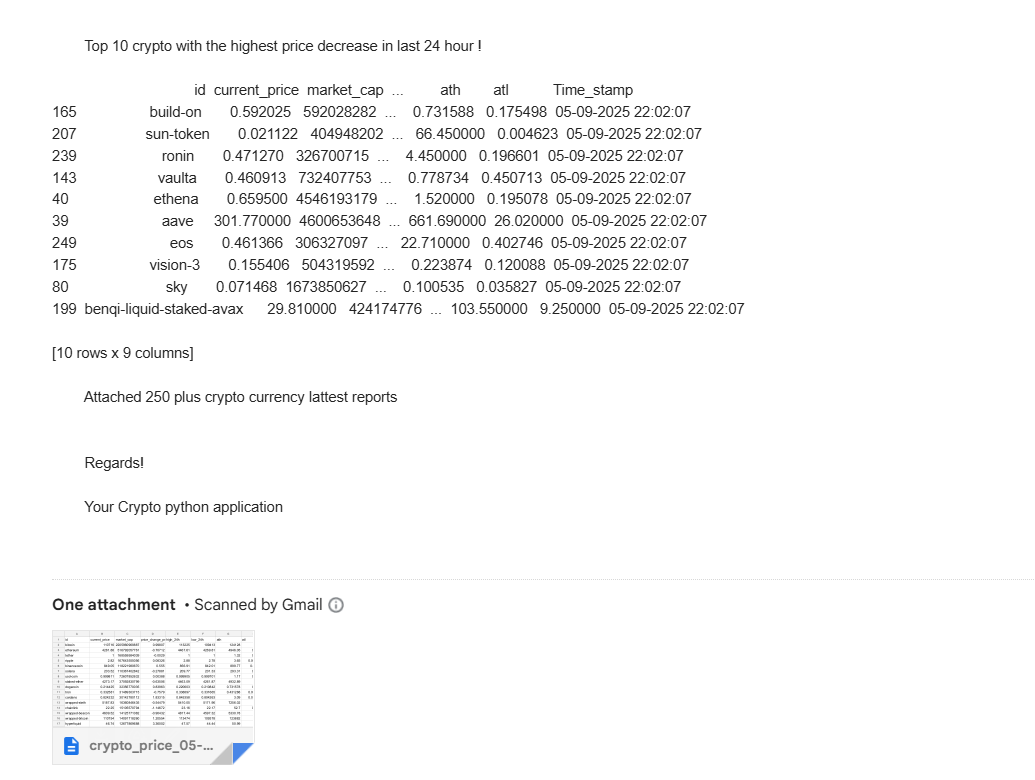 Top 10 crypto with the highest price decrease in last 24 hour !
id current_price market_cap ... ath atl Time_stamp
165 build-on 0.592025 592028282 ... 0.731588 0.175498 05-09-2025 22:02:07
207 sun-token 0.021122 404948202 ... 66.450000 0.004623 05-09-2025 22:02:07
239 ronin 0.471270 326700715 ... 4.450000 0.196601 05-09-2025 22:02:07
143 vaulta 0.460913 732407753 ... 0.778734 0.450713 05-09-2025 22:02:07
40 ethena 0.659500 4546193179 ... 1.520000 0.195078 05-09-2025 22:02:07
39 aave 301.770000 4600653648 ... 661.690000 26.020000 05-09-2025 22:02:07
249 eos 0.461366 306327097 ... 22.710000 0.402746 05-09-2025 22:02:07
175 vision-3 0.155406 504319592 ... 0.223874 0.120088 05-09-2025 22:02:07
80 sky 0.071468 1673850627 ... 0.100535 0.035827 05-09-2025 22:02:07
199 benqi-liquid-staked-avax 29.810000 424174776 ... 103.550000 9.250000 05-09-2025 22:02:07
[10 rows x 9 columns]
Attached 250 plus crypto currency lattest reports
Regards!
Your Crypto python application
One attachment • Scanned by Gmail
crypto_price_05-...